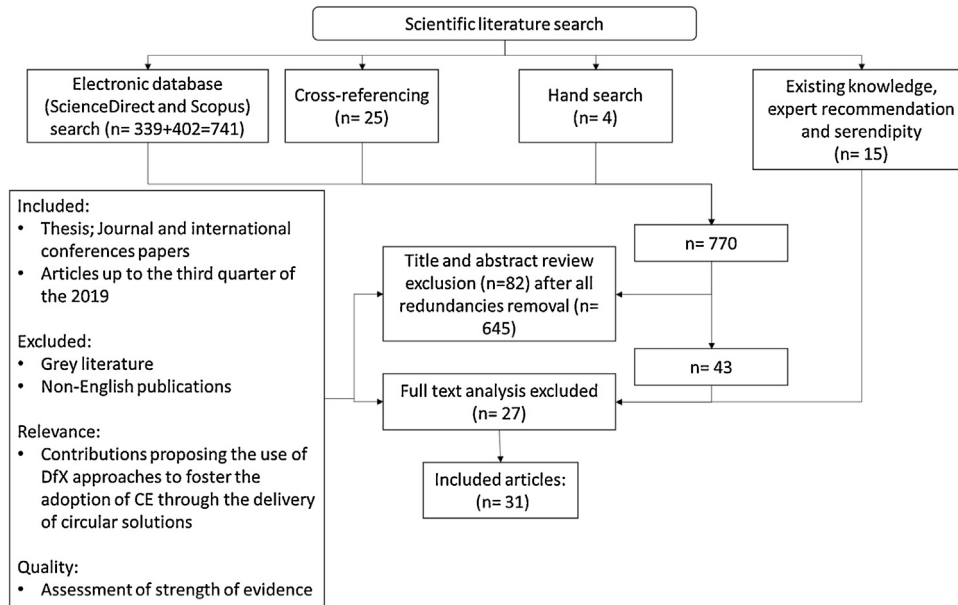 Scientific literature search
Electronic database
(ScienceDirect and Scopus)
search (n= 339+402=741)
Cross-referencing
(n= 25)
Hand search
(n= 4)
Existing knowledge,
expert recommendation
and serendipity
(n= 15)
Included:
• Thesis; Journal and international
conferences papers
• Articles up to the third quarter of
the 2019
Excluded:
• Grey literature
• Non-English publications
Relevance:
• Contributions proposing the use of
DfX approaches to foster the
adoption of CE through the delivery
of circular solutions
Quality:
• Assessment of strength of evidence
n= 770
Title and abstract review
exclusion (n=82) after all
redundancies removal (n=
645)
n= 43
Full text analysis excluded
(n= 27)
Included articles:
(n= 31)